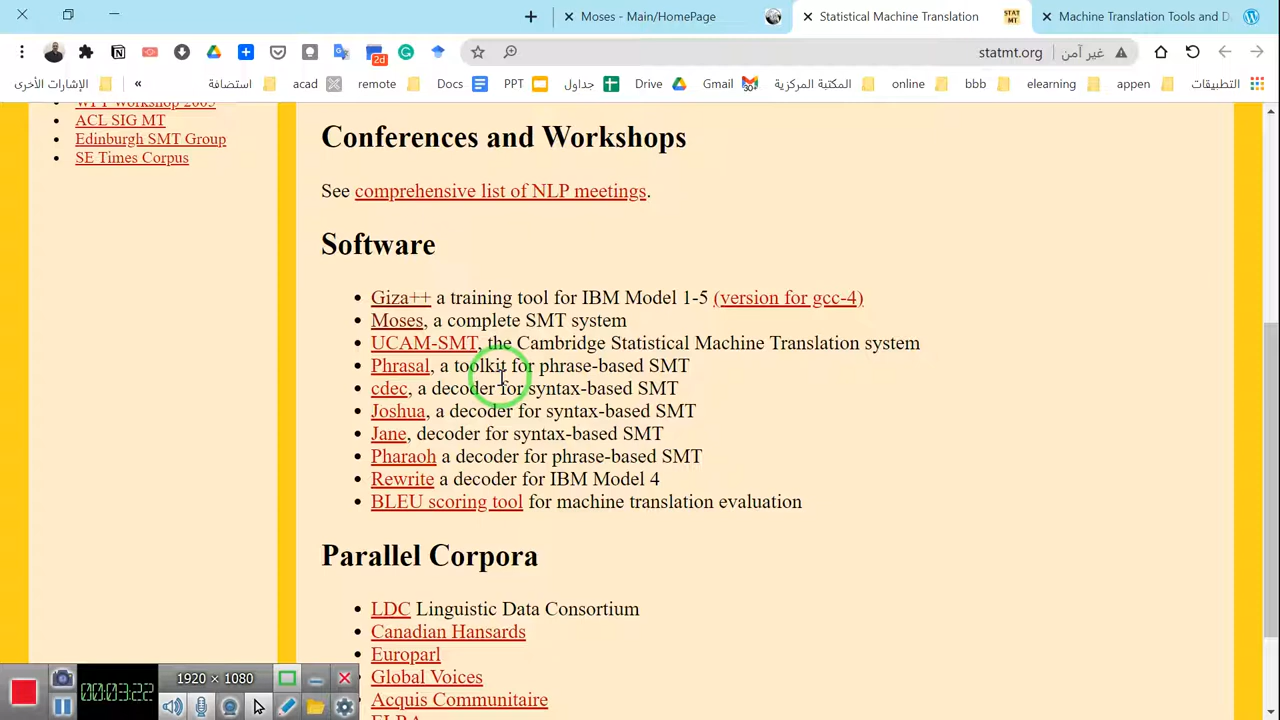 Moses - Main/HomePage
Statistical Machine Translation
STAT MT
Machine Translation Tools and D
2d
statmt.org
غير آمن
التطبيقات
appen
elearning
bbb
online
المكتبة المركزية
Gmail
Drive
جداول
PPT
Docs
remote
acad
استضافة
«
الإشارات الأخرى
WPT Workshop 2005
ACL SIG MT
Edinburgh SMT Group
SE Times Corpus
Conferences and Workshops
See comprehensive list of NLP meetings.
Software
Giza++ a training tool for IBM Model 1-5 (version for gcc-4)
Moses, a complete SMT system
UCAM-SMT, the Cambridge Statistical Machine Translation system
Phrasal, a toolkit for phrase-based SMT
cdec, a decoder for syntax-based SMT
Joshua, a decoder for syntax-based SMT
Jane, decoder for syntax-based SMT
Pharaoh a decoder for phrase-based SMT
Rewrite a decoder for IBM Model 4
BLEU scoring tool for machine translation evaluation
Parallel Corpora
LDC Linguistic Data Consortium
Canadian Hansards
Europarl
Global Voices
Acquis Communitaire
ELRA
00:03:22
1920 × 1080